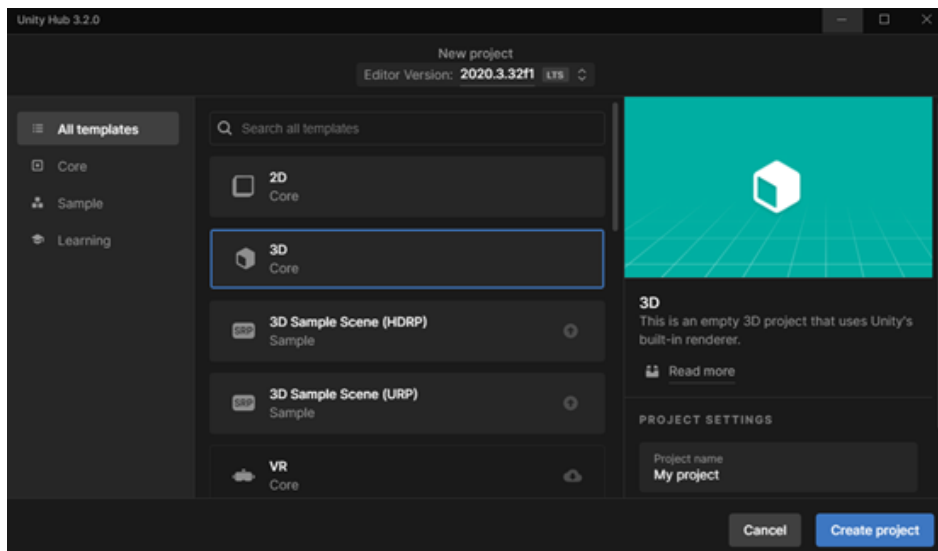 Unity Hub 3.2.0
New project
Editor Version: 2020.3.32f1 LTS
All templates
Core
Sample
Learning
Search all templates
2D
Core
3D
Core
SRP
3D Sample Scene (HDRP)
Sample
SRP
3D Sample Scene (URP)
Sample
VR
Core
3D
This is an empty 3D project that uses Unity's
built-in renderer.
Read more
PROJECT SETTINGS
Project name
My project
Cancel
Create project